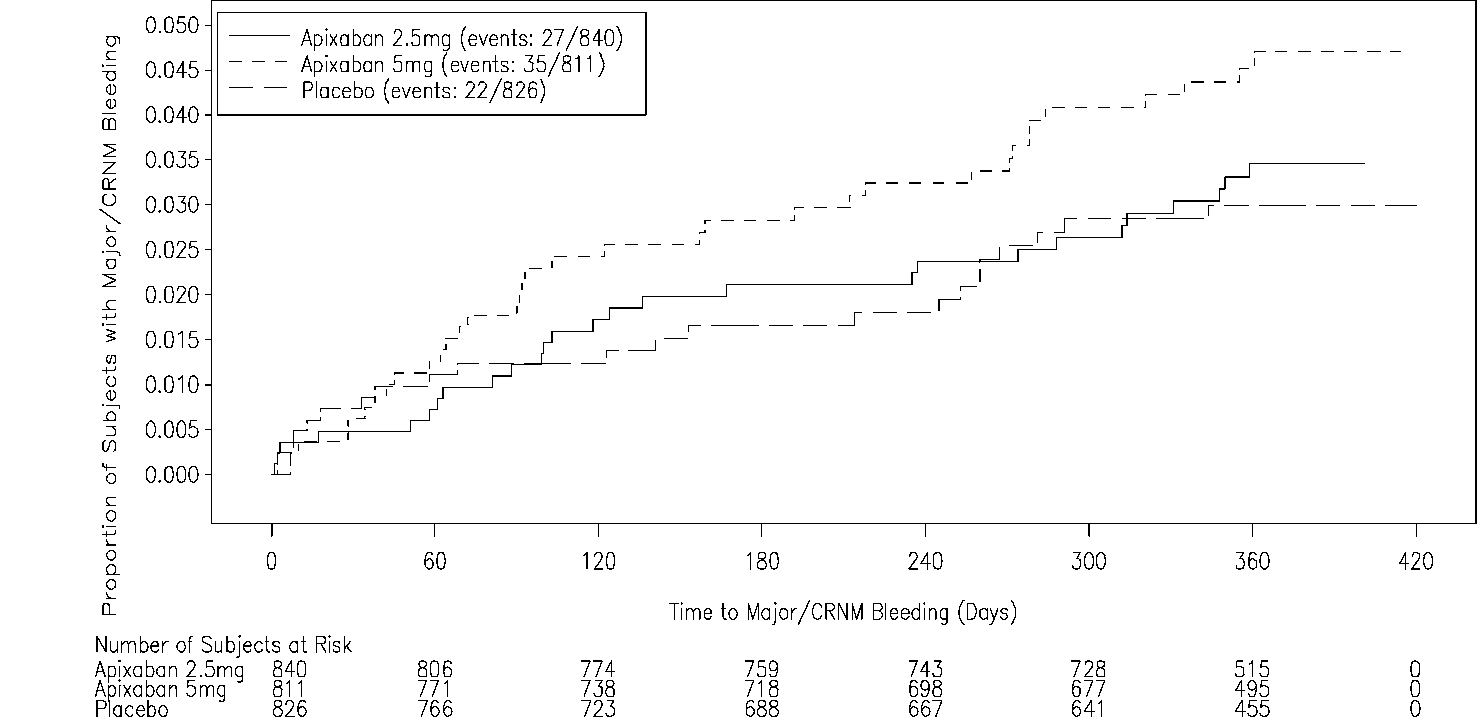 Proportion of Subjects with Major/CRNM Bleeding
0.050
0.045
0.040
0.035
0.030
0.025
0.020
0.015
0.010
0.005
0.000
Apixaban 2.5mg (events: 27/840)
Apixaban 5mg (events: 35/811)
Placebo (events: 22/826)
0 60 120 180 240 300 360 420
Time to Major/CRNM Bleeding (Days)
Number of Subjects at Risk
Apixaban 2.5mg 840 806 774 759 743 728 515 0
Apixaban 5mg 811 771 738 718 698 677 495 0
Placebo 826 766 723 688 667 641 455 0